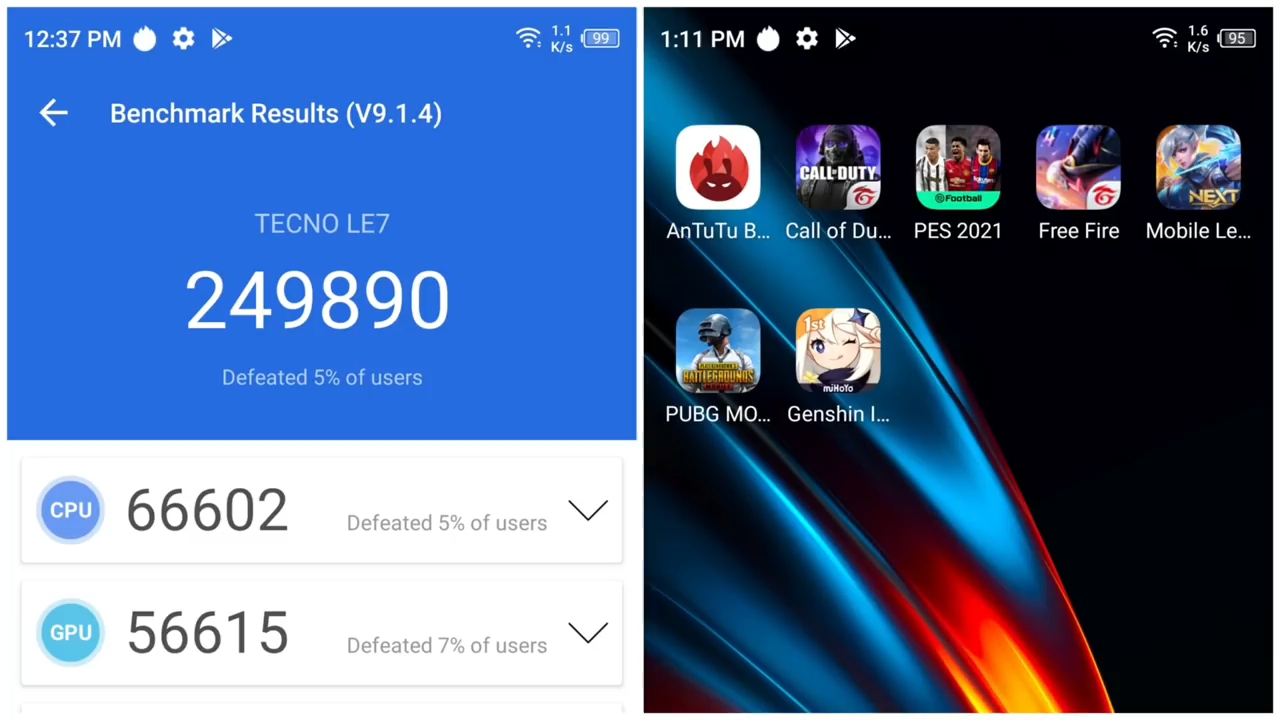 12:37 PM
1.1
K/s
99
Benchmark Results (V9.1.4)
TECNO LE7
249890
Defeated 5% of users
CPU
66602
Defeated 5% of users
GPU
56615
Defeated 7% of users
1:11 PM
1.6
K/s
95
CALL OF DUTY
eFootball
NEXT
AnTuTu B...
Call of Du...
PES 2021
Free Fire
Mobile Le...
BATTLEGROUNDS
1st
miHoYo
PUBG MO...
Genshin I...